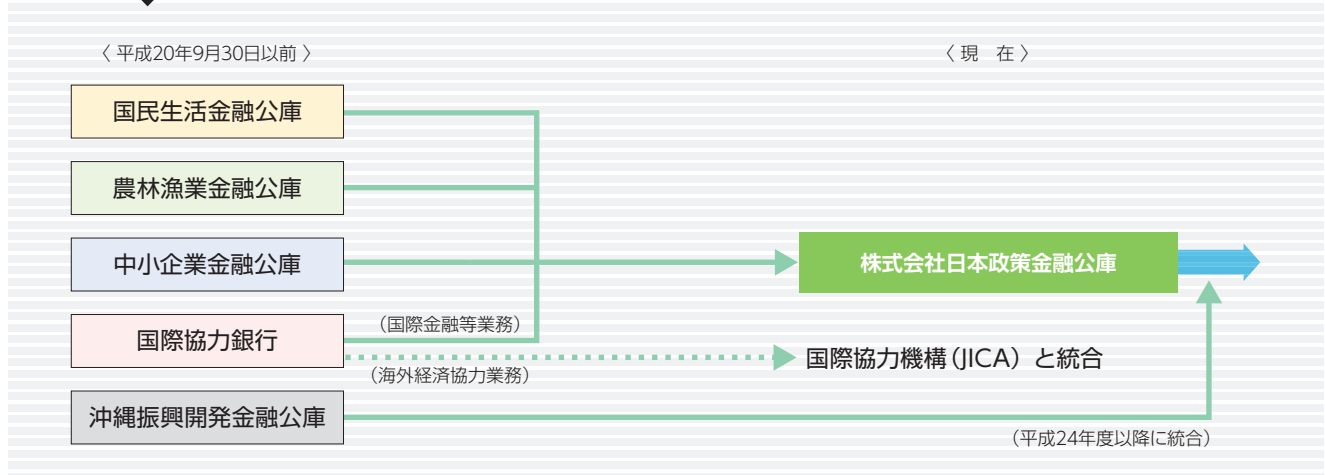 〈 平成20年9月30日以前 〉
〈 現　在 〉
国民生活金融公庫
農林漁業金融公庫
中小企業金融公庫
株式会社日本政策金融公庫
（国際金融等業務）
国際協力銀行
国際協力機構（JICA）と統合
（海外経済協力業務）
沖縄振興開発金融公庫
（平成24年度以降に統合）